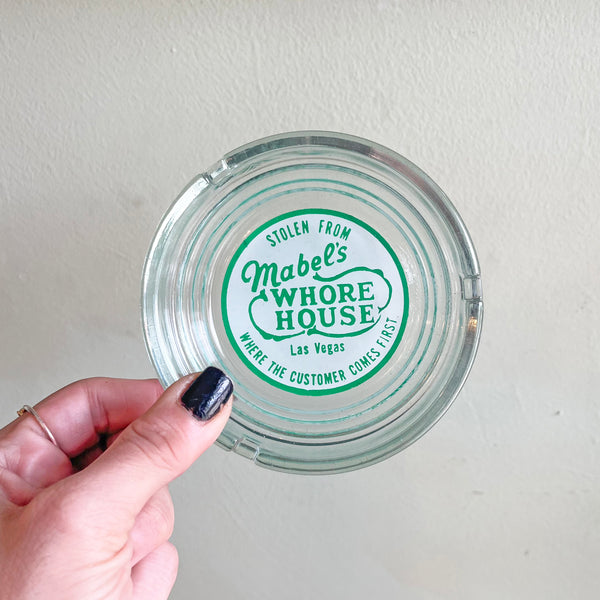 STOLEN FROM
Mabel's
WHORE
HOUSE
Las Vegas
WHERE THE CUSTOMER COMES FIRST.